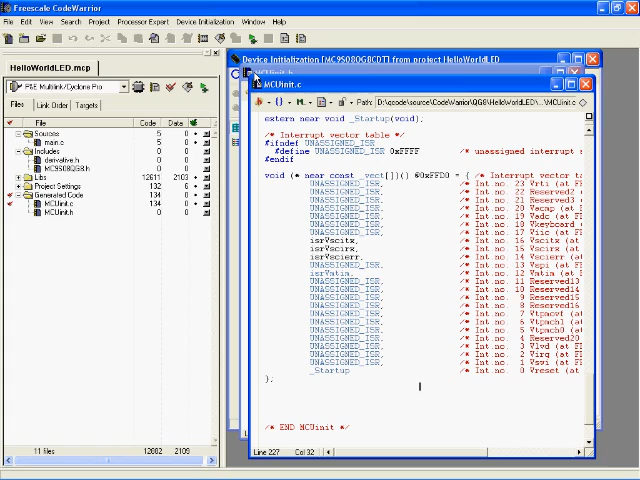 Freescale CodeWarrior
File Edit View Search Project Processor Expert Device Initialization Window Help
HelloWorldLED.mcp
P&E Multilink/Cyclone Pro
Files Link Order Targets
File Code Data
Sources 5 0
main.c 5 0
Includes 0 0
derivative.h 0 0
MC9S08QG8.h 0 0
Libs 12611 2103
Project Settings 132 6
Generated Code 134 0
MCUinit.c 134 0
MCUinit.h 0 0
11 files 12882 2109
Device Initialization [MC9S08QG8CDT] from project HelloWorldLED
MCUinit.h
MCUinit.c
Path: D:\qcode\source\CodeWarrior\QG8\HelloWorldLED\...\MCUinit.c
extern near void _Startup(void);
/* Interrupt vector table */
#ifndef UNASSIGNED_ISR
#define UNASSIGNED_ISR 0xFFFF /* unassigned interrupt s
#endif
void (* near const _vect[])() @0xFFD0 = { /* Interrupt vector ta
UNASSIGNED_ISR, /* Int.no. 23 Vrti (at FF
UNASSIGNED_ISR, /* Int.no. 22 Reserved2
UNASSIGNED_ISR, /* Int.no. 21 Reserved3
UNASSIGNED_ISR, /* Int.no. 20 Vacmp (at
UNASSIGNED_ISR, /* Int.no. 19 Vadc (at F
UNASSIGNED_ISR, /* Int.no. 18 Vkeyboard
UNASSIGNED_ISR, /* Int.no. 17 Viic (at F
isrVscitx, /* Int.no. 16 Vscitx (at
isrVscirx, /* Int.no. 15 Vscirx (at
isrVscierr, /* Int.no. 14 Vscierr (a
UNASSIGNED_ISR, /* Int.no. 13 Vspi (at F
isrVmtim, /* Int.no. 12 Vmtim (at F
UNASSIGNED_ISR, /* Int.no. 11 Reserved13
UNASSIGNED_ISR, /* Int.no. 10 Reserved14
UNASSIGNED_ISR, /* Int.no. 9 Reserved15
UNASSIGNED_ISR, /* Int.no. 8 Reserved16
UNASSIGNED_ISR, /* Int.no. 7 Vtpmovf (a
UNASSIGNED_ISR, /* Int.no. 6 Vtpmch1 (a
UNASSIGNED_ISR, /* Int.no. 5 Vtpmch0 (a
UNASSIGNED_ISR, /* Int.no. 4 Reserved20
UNASSIGNED_ISR, /* Int.no. 3 Vlvd (at FF
UNASSIGNED_ISR, /* Int.no. 2 Virq (at FF
UNASSIGNED_ISR, /* Int.no. 1 Vswi (at FF
_Startup /* Int.no. 0 Vreset (at
};
/* END MCUinit */
Line 227 Col 32